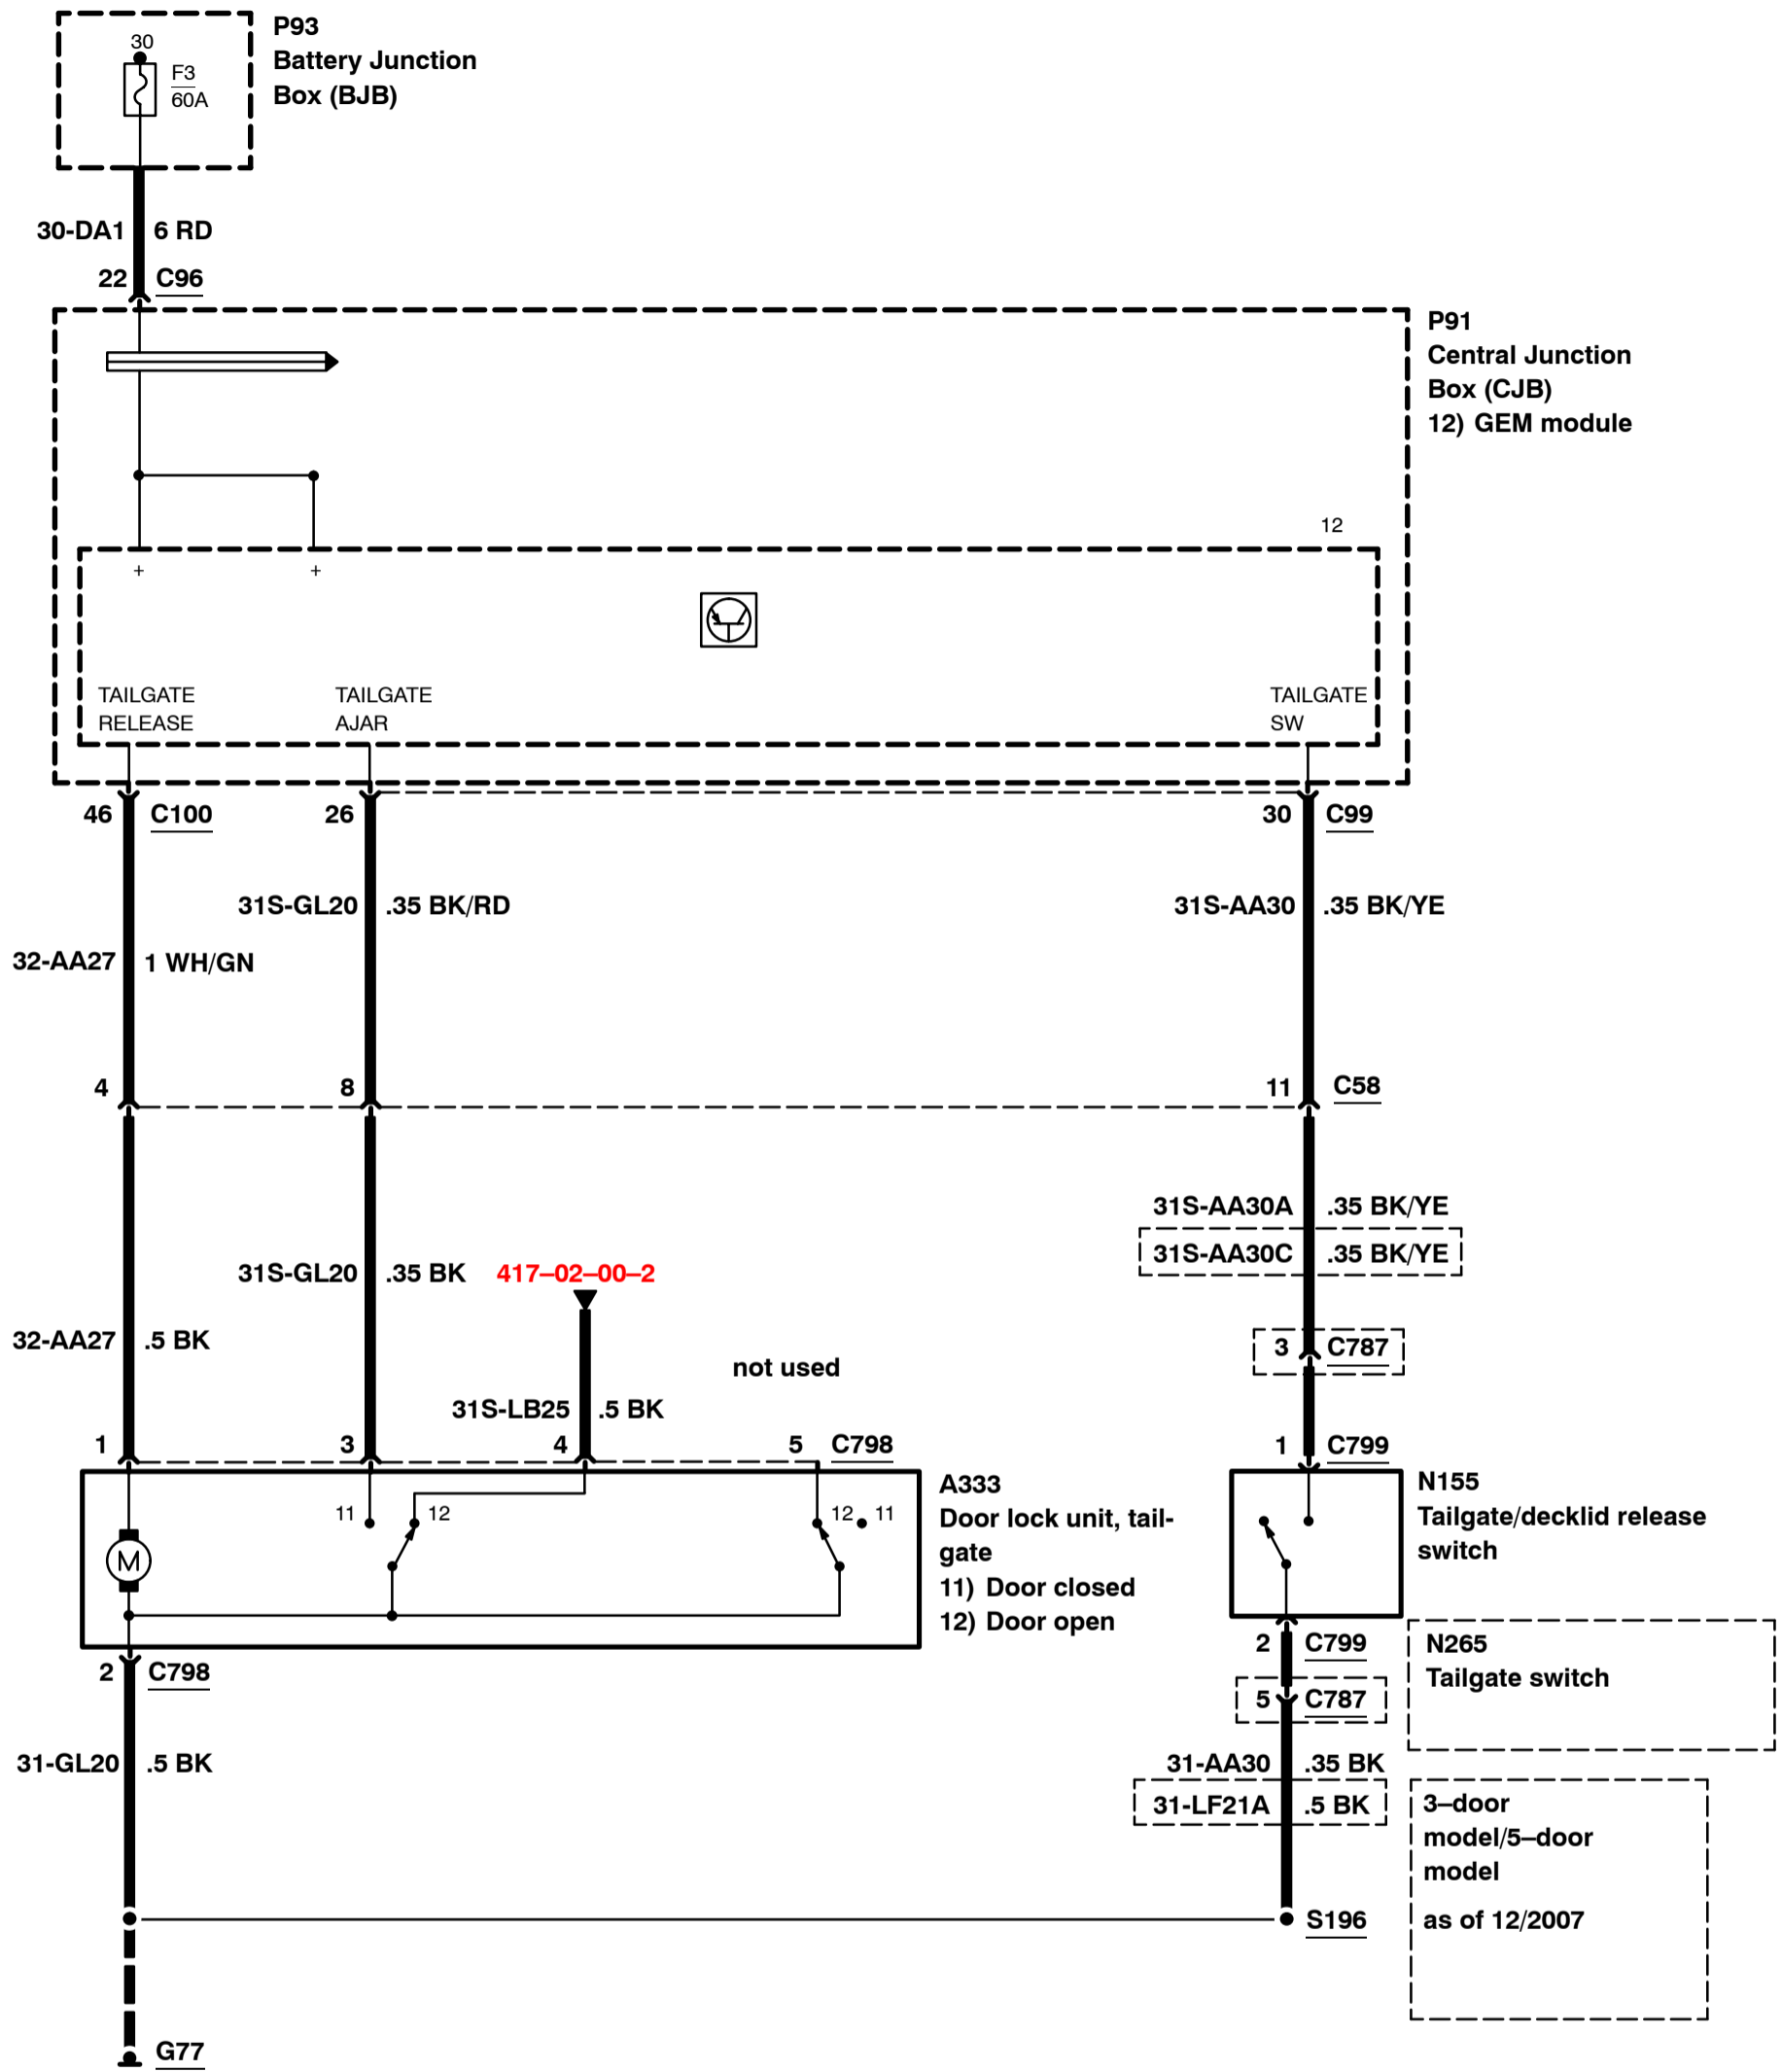 P93
Battery Junction
Box (BJB)
30
F3
60A
30-DA1 6 RD
22 C96
P91
Central Junction
Box (CJB)
12) GEM module
12
+ +
TAILGATE
RELEASE
TAILGATE
AJAR
TAILGATE
SW
46 C100 26 30 C99
31S-GL20 .35 BK/RD 31S-AA30 .35 BK/YE
32-AA27 1 WH/GN
4 8 11 C58
31S-AA30A .35 BK/YE
31S-AA30C .35 BK/YE
31S-GL20 .35 BK 417–02–00–2
32-AA27 .5 BK
3 C787
not used
31S-LB25 .5 BK
1 3 4 5 C798 1 C799
A333
Door lock unit, tail-
gate
11) Door closed
12) Door open
11 12 12 11
M
N155
Tailgate/decklid release
switch
2 C798
2 C799
N265
Tailgate switch
5 C787
31-GL20 .5 BK 31-AA30 .35 BK
31-LF21A .5 BK
3–door
model/5–door
model
as of 12/2007
S196
G77